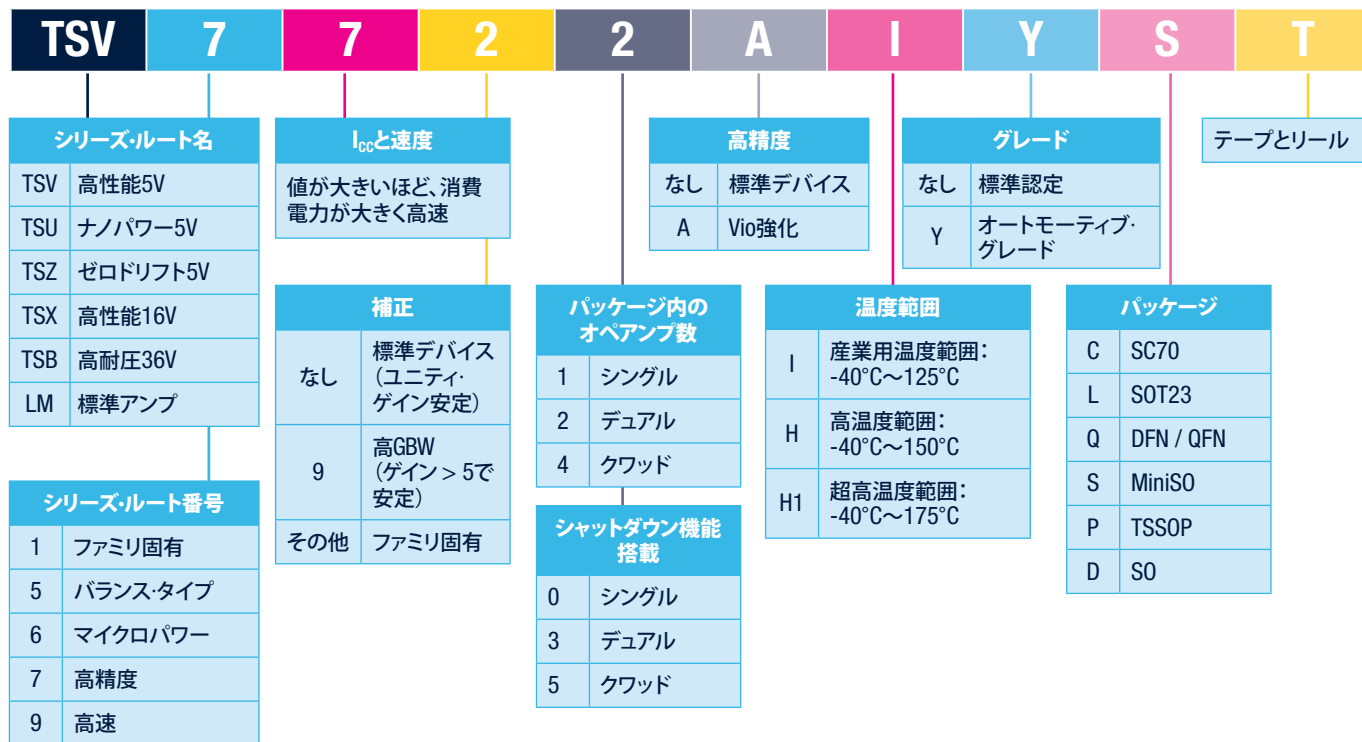 TSV 7 7 2 2 A I Y S T
シリーズ・ルート名
TSV 高性能5V
TSU ナノパワー5V
TSZ ゼロドリフト5V
TSX 高性能16V
TSB 高耐圧36V
LM 標準アンプ
シリーズ・ルート番号
1 ファミリ固有
5 バランス・タイプ
6 マイクロパワー
7 高精度
9 高速
Iccと速度
値が大きいほど、消費
電力が大きく高速
補正
なし 標準デバイス
（ユニティ・
ゲイン安定）
9 高GBW
（ゲイン > 5で
安定）
その他 ファミリ固有
パッケージ内の
オペアンプ数
1 シングル
2 デュアル
4 クワッド
シャットダウン機能
搭載
0 シングル
3 デュアル
5 クワッド
高精度
なし 標準デバイス
A Vio強化
温度範囲
I 産業用温度範囲：
-40°C～125°C
H 高温度範囲：
-40°C～150°C
H1 超高温度範囲：
-40°C～175°C
グレード
なし 標準認定
Y オートモーティブ・
グレード
パッケージ
C SC70
L SOT23
Q DFN / QFN
S MiniSO
P TSSOP
D SO
テープとリール